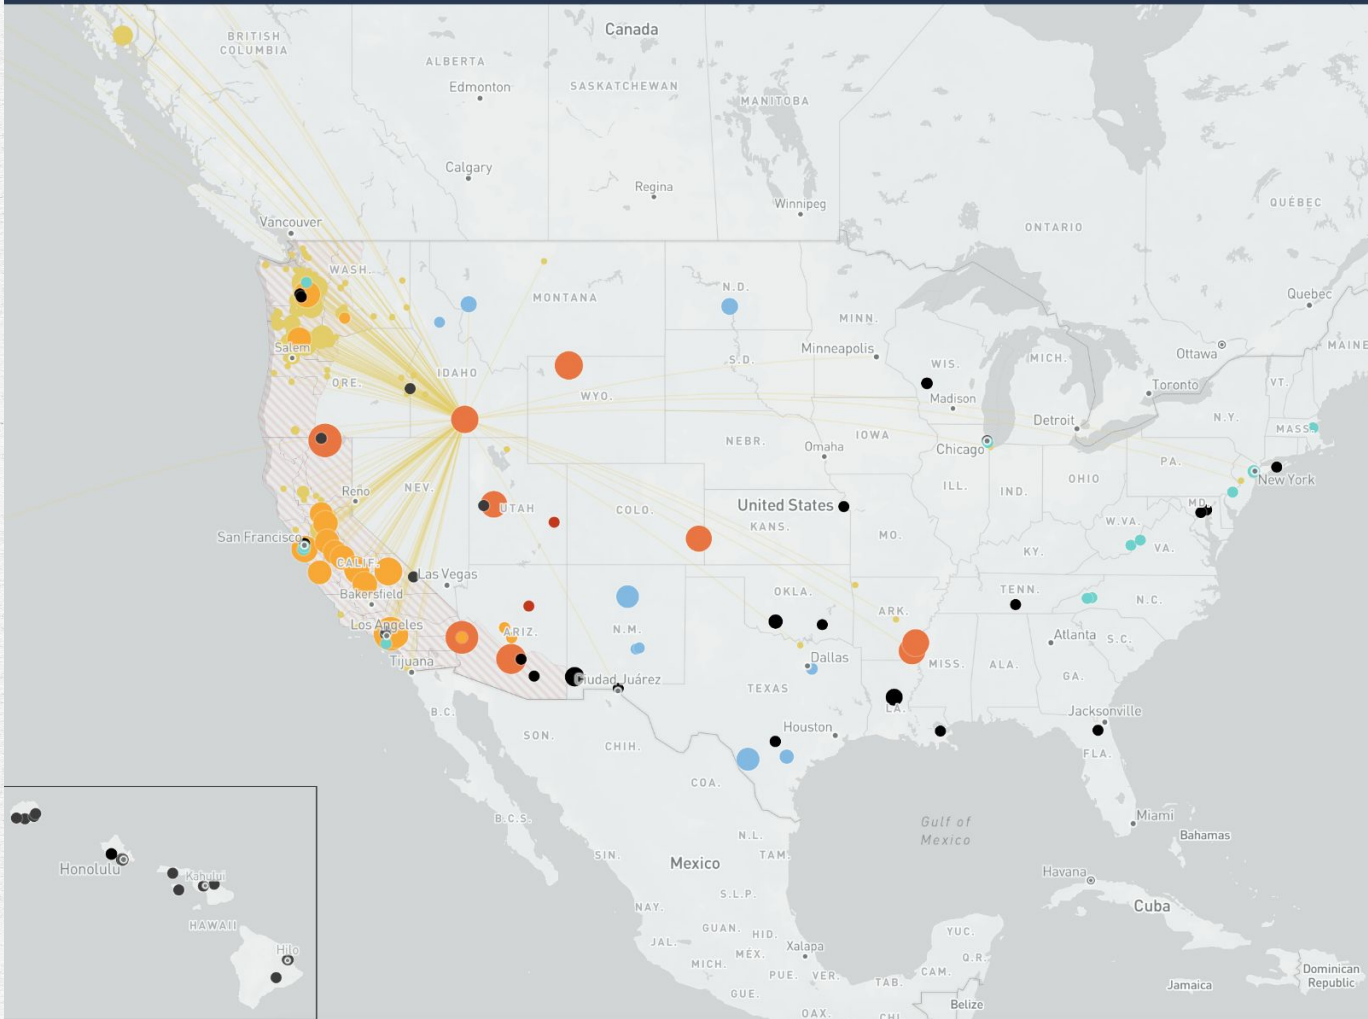 Canada
BRITISH
COLUMBIA
ALBERTA
Edmonton
SASKATCHEWAN
MANITOBA
Calgary
Regina
Winnipeg
Vancouver
ONTARIO
QUÉBEC
WASH.
MONTANA
N.D.
MINN.
Quebec
Salem
Minneapolis
Ottawa
MAINE
IDAHO
S.D.
WIS.
MICH.
Toronto
VT.
ORE.
WYO.
Madison
N.Y.
MASS.
Detroit
NEBR.
Omaha
IOWA
Chicago
PA.
New York
Reno
NEV.
UTAH
COLO.
United States
KANS.
ILL.
IND.
OHIO
MD.
San Francisco
MO.
W.VA.
VA.
KY.
CALIF.
Las Vegas
Bakersfield
OKLA.
TENN.
N.C.
Los Angeles
ARIZ.
N.M.
ARK.
Atlanta
S.C.
Tijuana
Dallas
MISS.
ALA.
GA.
Ciudad Juárez
TEXAS
LA.
Jacksonville
B.C.
SON.
CHIH.
Houston
FLA.
COA.
Gulf of
Mexico
Miami
Bahamas
B.C.S.
SIN.
N.L.
TAM.
Mexico
Honolulu
Kahului
Havana
Cuba
S.L.P.
NAY.
HAWAII
GUAN.
HID.
YUC.
JAL.
MÉX.
Xalapa
Hilo
MICH.
Q.R.
PUE.
VER.
CAM.
TAB.
Dominican
Republic
Jamaica
GUE.
Belize
OAX.
CHI.